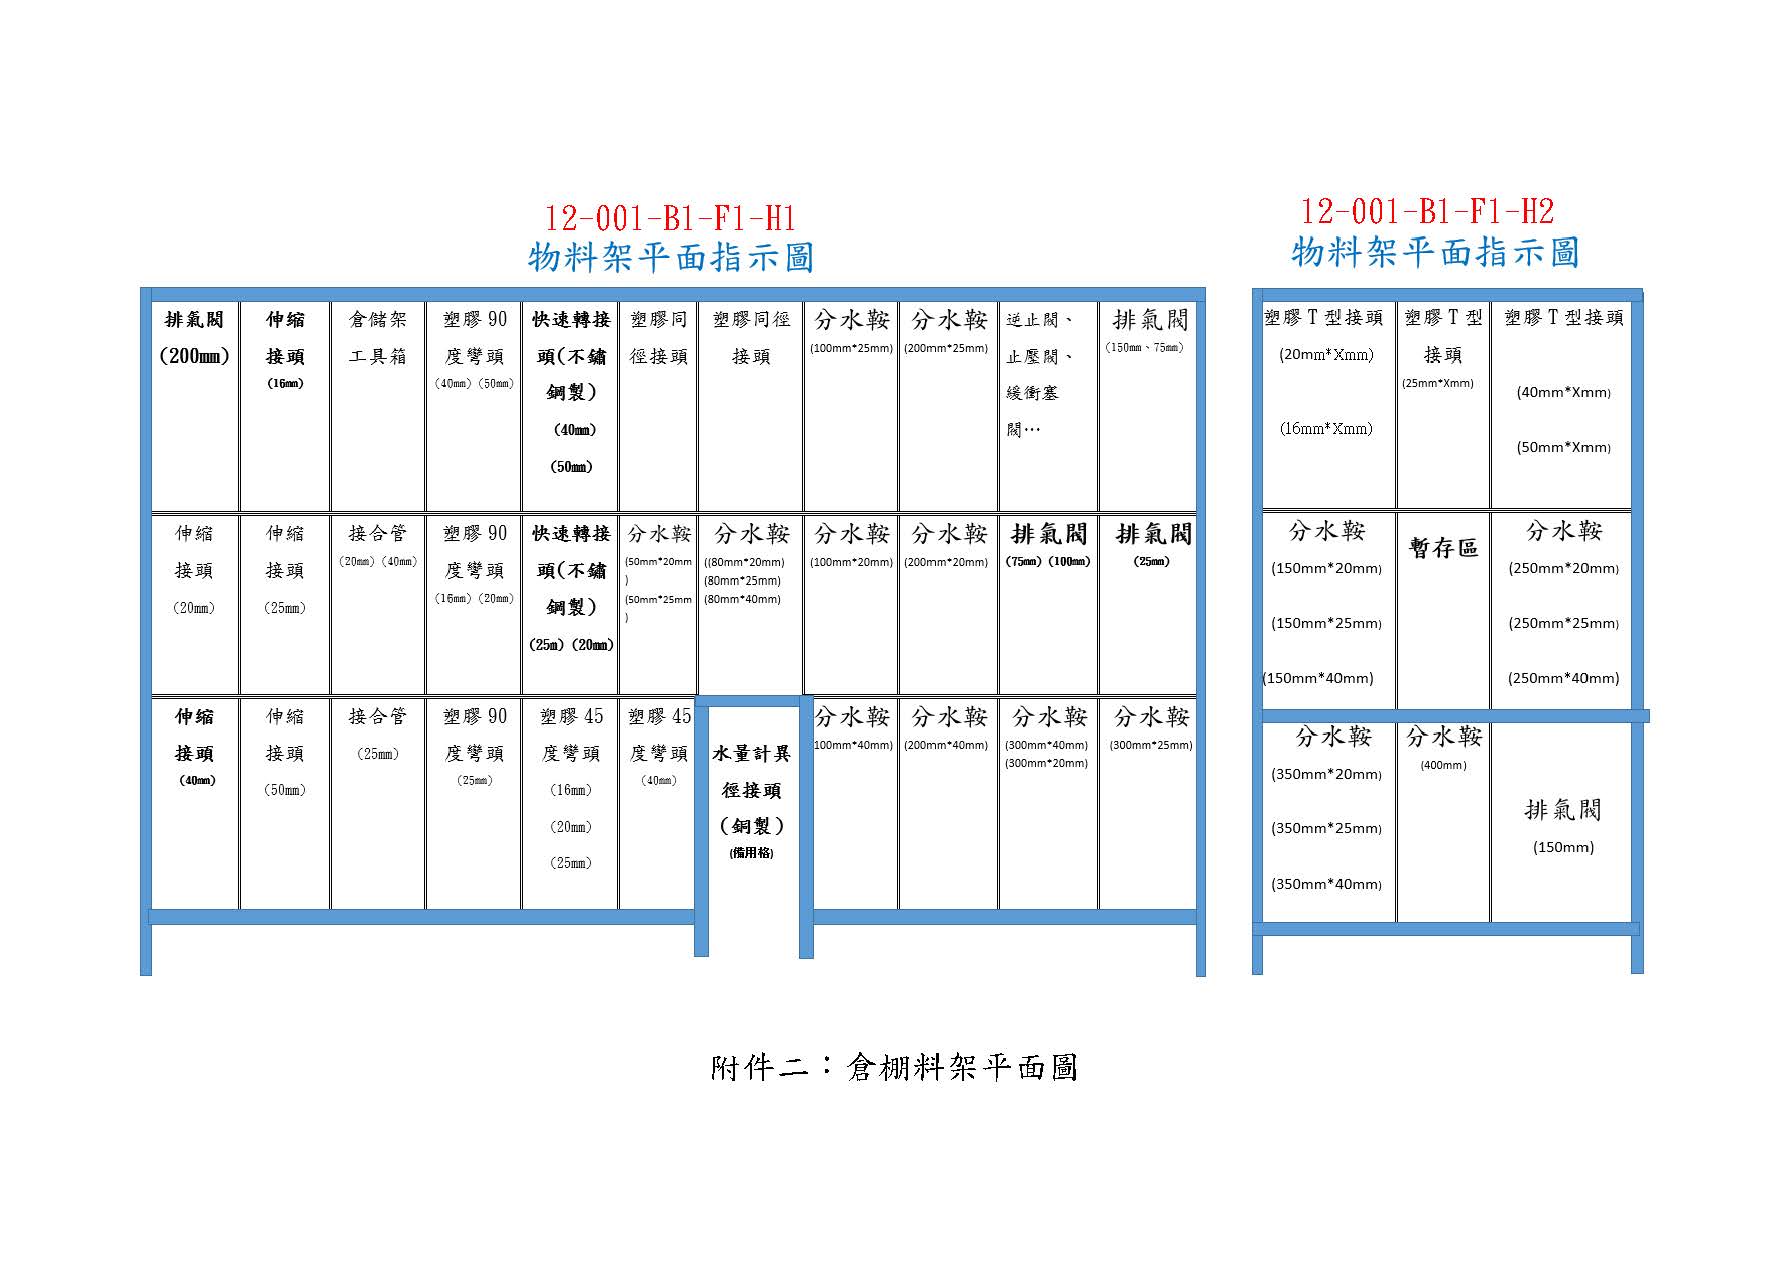 12-001-B1-F1-H1
物料架平面指示圖
排氣閥
(200mm)
伸縮
接頭
(16mm)
倉儲架
工具箱
塑膠 90
度彎頭
(40mm) (50mm)
快速轉接
頭(不鏽
鋼製)
(40mm)
(50mm)
塑膠同
徑接頭
塑膠同徑
接頭
分水鞍
(100mm*25mm)
分水鞍
(200mm*25mm)
逆止閥、
止壓閥、
緩衝塞
閥…
排氣閥
(150mm、75mm)
伸縮
接頭
(20mm)
伸縮
接頭
(25mm)
接合管
(20mm) (40mm)
塑膠 90
度彎頭
(16mm) (20mm)
快速轉接
頭(不鏽
鋼製)
(25m) (20mm)
分水鞍
(50mm*20mm
)
(50mm*25mm
)
分水鞍
((80mm*20mm)
(80mm*25mm)
(80mm*40mm)
分水鞍
(100mm*20mm)
分水鞍
(200mm*20mm)
排氣閥
(75mm) (100mm)
排氣閥
(25mm)
伸縮
接頭
(40mm)
伸縮
接頭
(50mm)
接合管
(25mm)
塑膠 90
度彎頭
(25mm)
塑膠 45
度彎頭
(16mm)
(20mm)
(25mm)
塑膠 45
度彎頭
(40mm)
水量計異
徑接頭
(銅製)
(備用格)
分水鞍
100mm*40mm)
分水鞍
(200mm*40mm)
分水鞍
(300mm*40mm)
(300mm*20mm)
分水鞍
(300mm*25mm)
12-001-B1-F1-H2
物料架平面指示圖
塑膠 T 型接頭
(20mm*Xmm)
(16mm*Xmm)
塑膠 T 型
接頭
(25mm*Xmm)
塑膠 T 型接頭
(40mm*Xmm)
(50mm*Xmm)
分水鞍
(150mm*20mm)
(150mm*25mm)
(150mm*40mm)
暫存區
分水鞍
(250mm*20mm)
(250mm*25mm)
(250mm*40mm)
分水鞍
(350mm*20mm)
(350mm*25mm)
(350mm*40mm)
分水鞍
(400mm)
排氣閥
(150mm)
附件二：倉棚料架平面圖